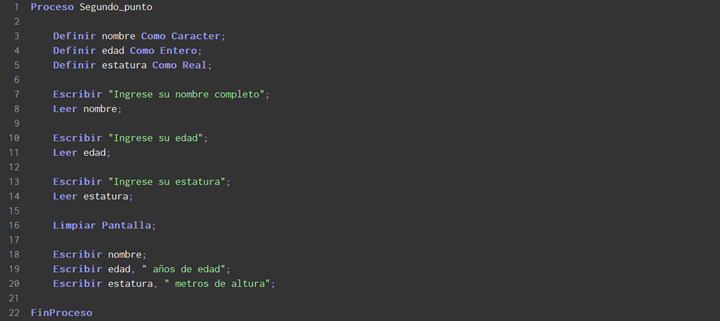 1 Proceso Segundo_punto
2
3 Definir nombre Como Caracter;
4 Definir edad Como Entero;
5 Definir estatura Como Real;
6
7 Escribir "Ingrese su nombre completo";
8 Leer nombre;
9
10 Escribir "Ingrese su edad";
11 Leer edad;
12
13 Escribir "Ingrese su estatura";
14 Leer estatura;
15
16 Limpiar Pantalla;
17
18 Escribir nombre;
19 Escribir edad, " años de edad";
20 Escribir estatura, " metros de altura";
21
22 FinProceso